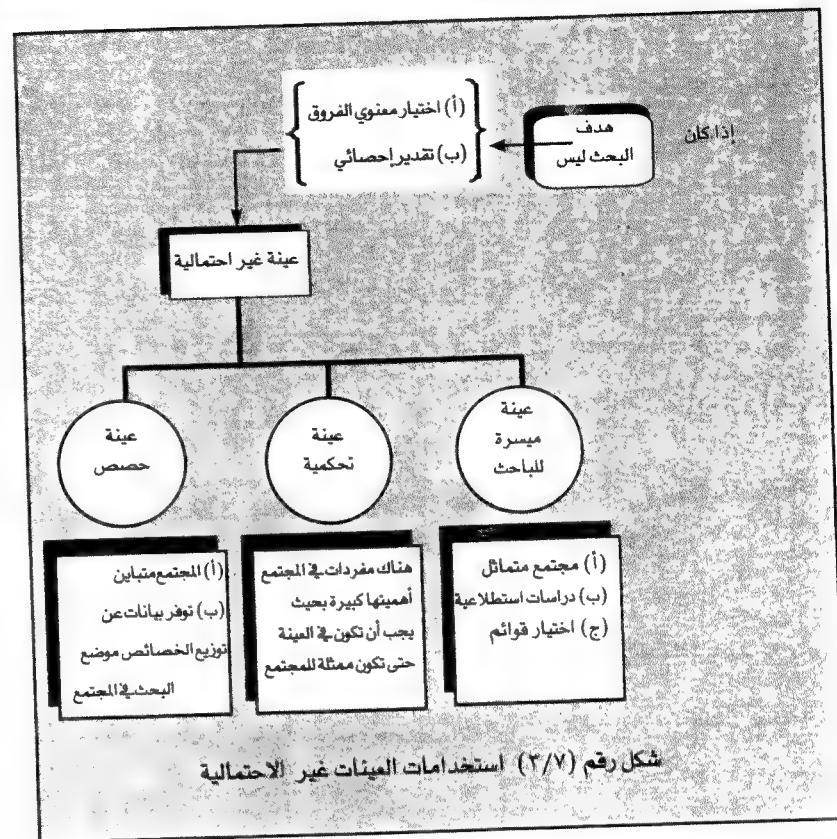 إذا كان
هدف
البحث ليس
(أ) اختيار معنوي الفروق
(ب) تقدير إحصائي
عينة غير احتمالية
عينة
ميسرة
للباحث
عينة
تحكمية
عينة
حصص
(أ) مجتمع متماثل
(ب) دراسات استطلاعية
(ج) اختيار قوائم
هناك مفردات في المجتمع
أهميتها كبيرة بحيث
يجب أن تكون في العينة
حتى تكون ممثلة للمجتمع
(أ) المجتمع متباين
(ب) توفر بيانات عن
توزيع الخصائص موضع
البحث في المجتمع
شكل رقم (٣/٧) استخدامات العينات غير الاحتمالية